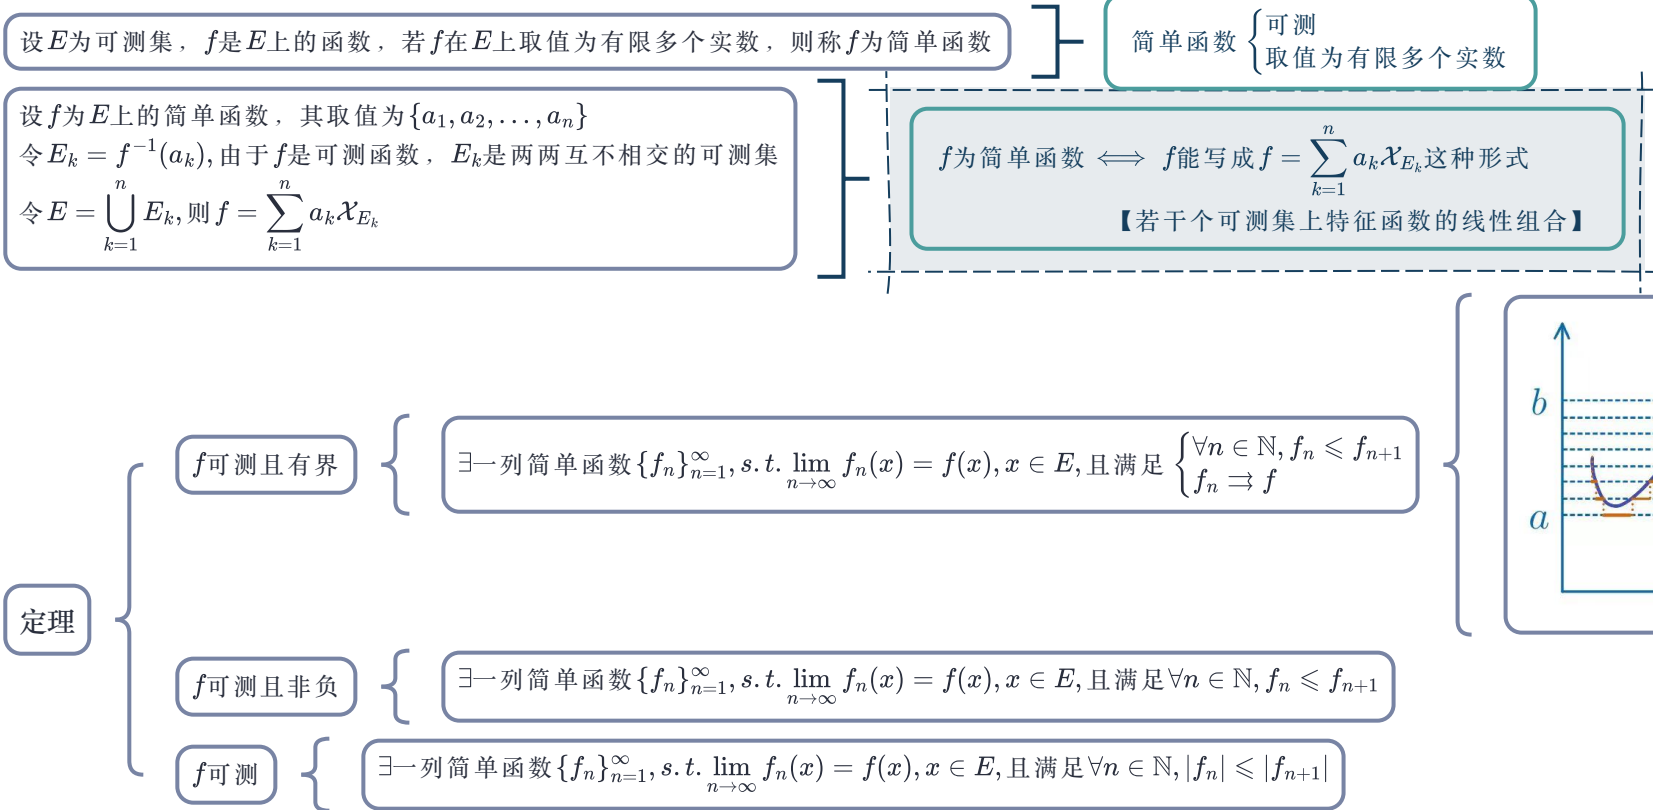 设E为可测集，f是E上的函数，若f在E上取值为有限多个实数，则称f为简单函数
简单函数 { 可测
取值为有限多个实数
设f为E上的简单函数，其取值为{a₁,a₂,...,aₙ}
令Eₖ = f⁻¹(aₖ),由于f是可测函数，Eₖ是两两互不相交的可测集
令E = ⋃ₖ₌₁ⁿ Eₖ,则f = ∑ₖ₌₁ⁿ aₖ𝒳_{Eₖ}
f为简单函数 ⟺ f能写成f = ∑ₖ₌₁ⁿ aₖ𝒳_{Eₖ}这种形式
【若干个可测集上特征函数的线性组合】
定理
f可测且有界
∃一列简单函数{fₙ}ₙ₌₁^∞, s.t. lim_{n→∞} fₙ(x) = f(x), x ∈ E,且满足 { ∀n ∈ ℕ, fₙ ⩽ fₙ₊₁
fₙ ⇉ f
b
a
f可测且非负
∃一列简单函数{fₙ}ₙ₌₁^∞, s.t. lim_{n→∞} fₙ(x) = f(x), x ∈ E,且满足∀n ∈ ℕ, fₙ ⩽ fₙ₊₁
f可测
∃一列简单函数{fₙ}ₙ₌₁^∞, s.t. lim_{n→∞} fₙ(x) = f(x), x ∈ E,且满足∀n ∈ ℕ, |fₙ| ⩽ |fₙ₊₁|